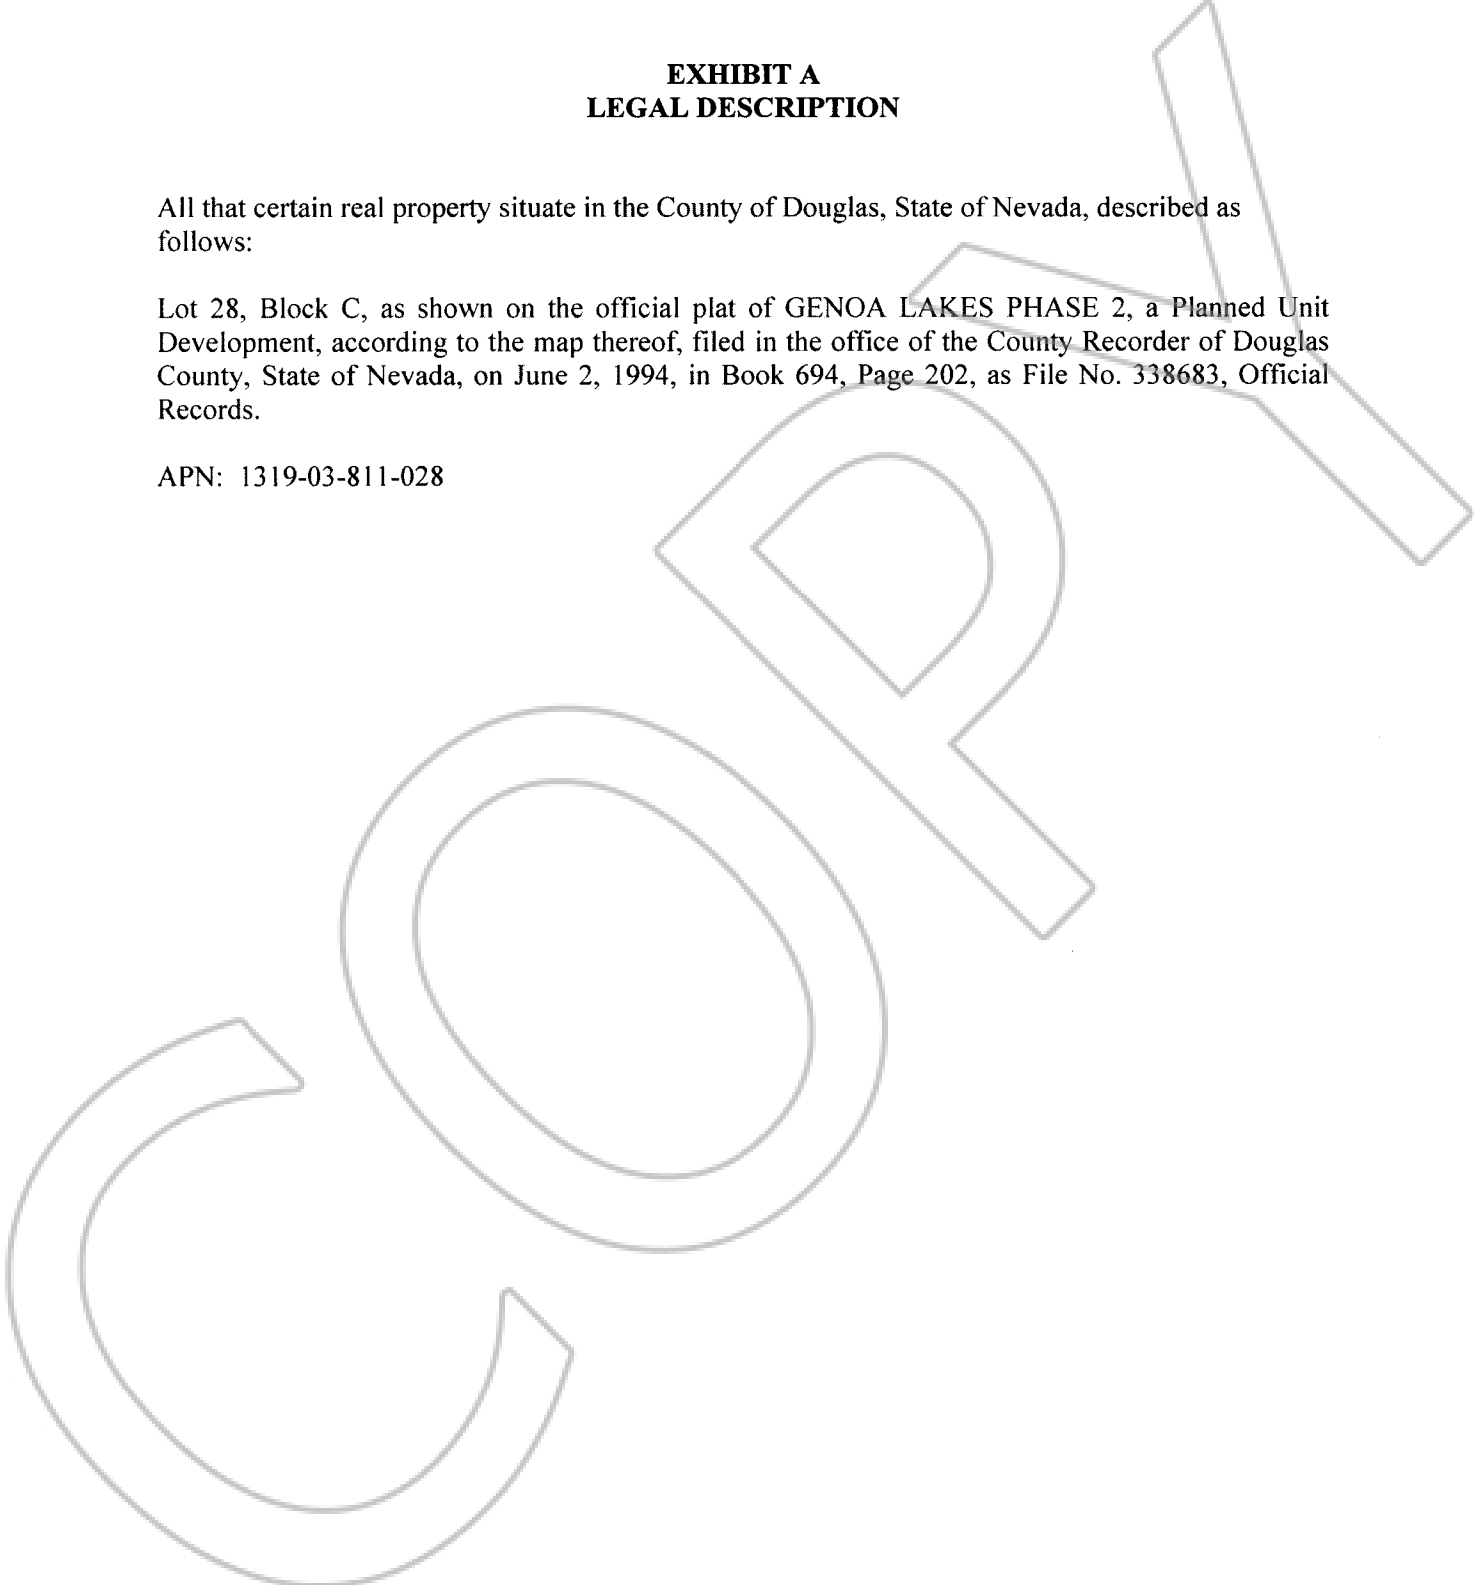 EXHIBIT A
LEGAL DESCRIPTION
All that certain real property situate in the County of Douglas, State of Nevada, described as
follows:
Lot 28, Block C, as shown on the official plat of GENOA LAKES PHASE 2, a Planned Unit
Development, according to the map thereof, filed in the office of the County Recorder of Douglas
County, State of Nevada, on June 2, 1994, in Book 694, Page 202, as File No. 338683, Official
Records.
APN: 1319-03-811-028
COPY